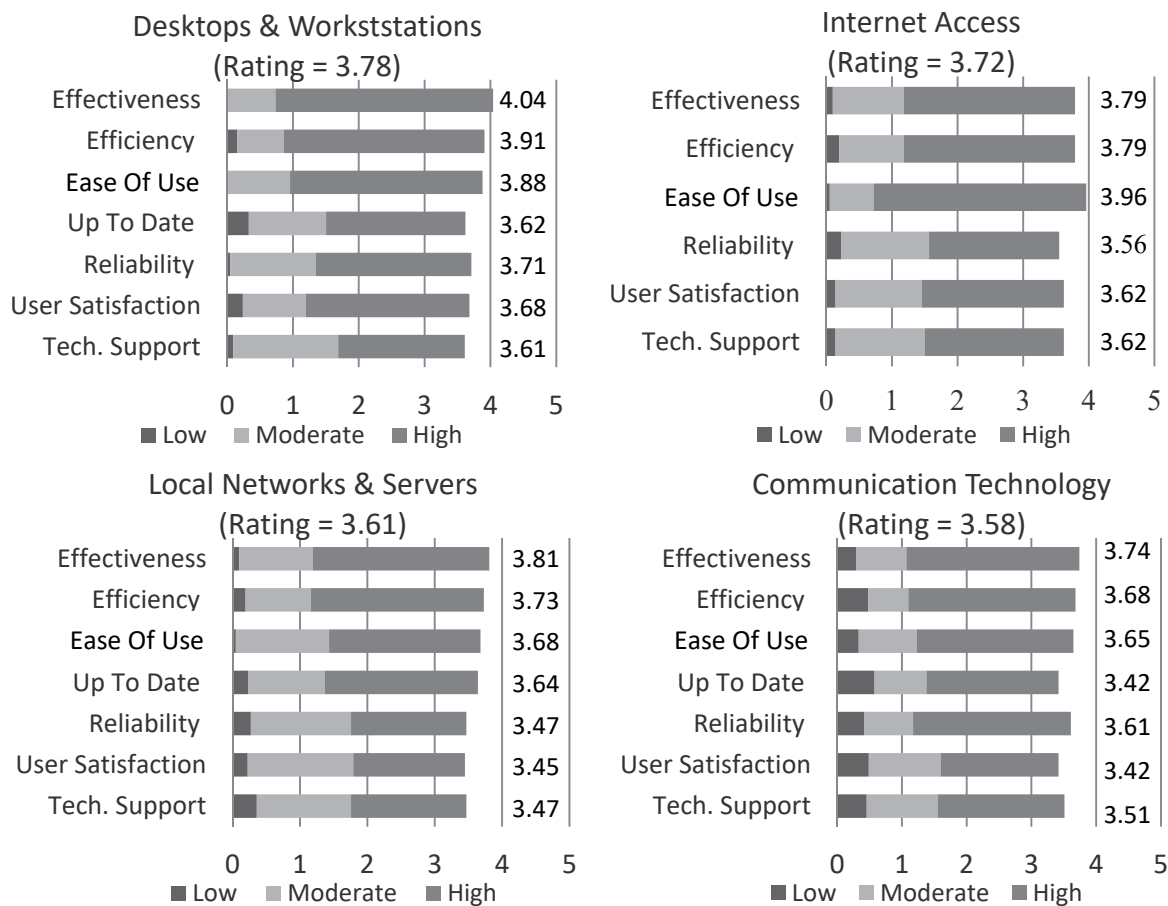 Desktops & Workststations
(Rating = 3.78)
Effectiveness 4.04
Efficiency 3.91
Ease Of Use 3.88
Up To Date 3.62
Reliability 3.71
User Satisfaction 3.68
Tech. Support 3.61
0 1 2 3 4 5
Low Moderate High
Internet Access
(Rating = 3.72)
Effectiveness 3.79
Efficiency 3.79
Ease Of Use 3.96
Reliability 3.56
User Satisfaction 3.62
Tech. Support 3.62
0 1 2 3 4 5
Low Moderate High
Local Networks & Servers
(Rating = 3.61)
Effectiveness 3.81
Efficiency 3.73
Ease Of Use 3.68
Up To Date 3.64
Reliability 3.47
User Satisfaction 3.45
Tech. Support 3.47
0 1 2 3 4 5
Low Moderate High
Communication Technology
(Rating = 3.58)
Effectiveness 3.74
Efficiency 3.68
Ease Of Use 3.65
Up To Date 3.42
Reliability 3.61
User Satisfaction 3.42
Tech. Support 3.51
0 1 2 3 4 5
Low Moderate High